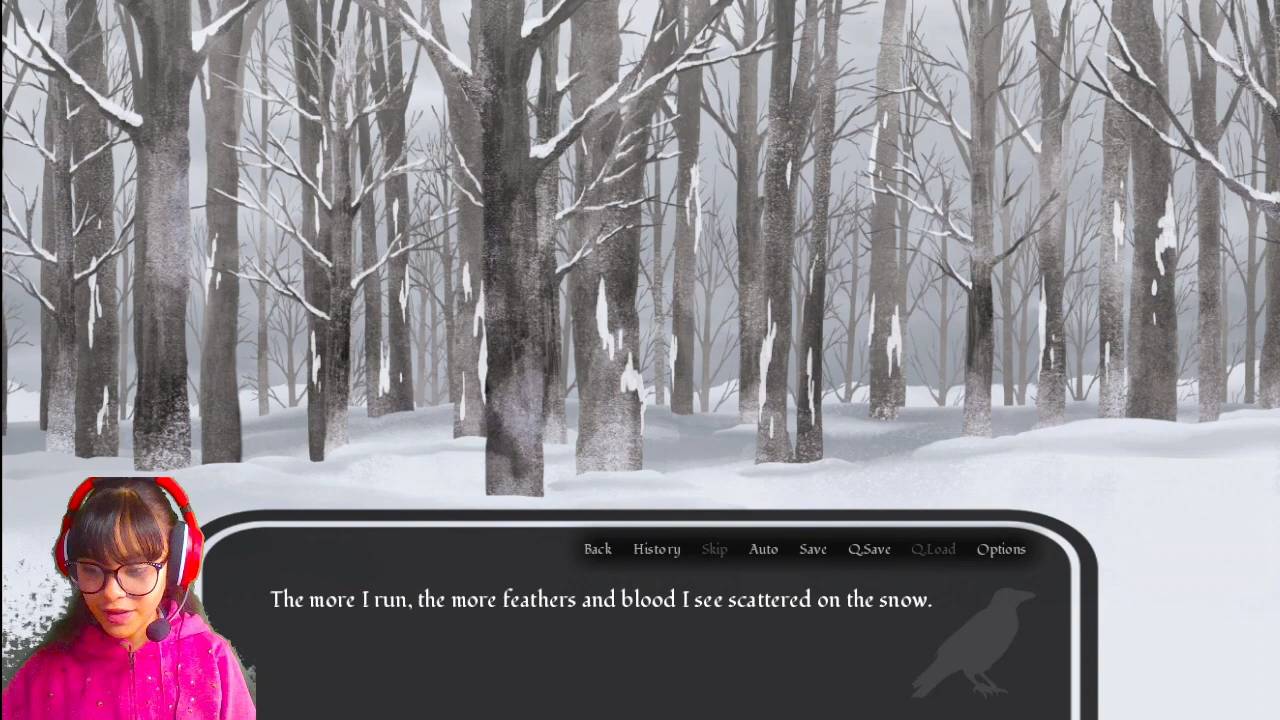 Back History Skip Auto Save Q.Save Q.Load Options
The more I run, the more feathers and blood I see scattered on the snow.